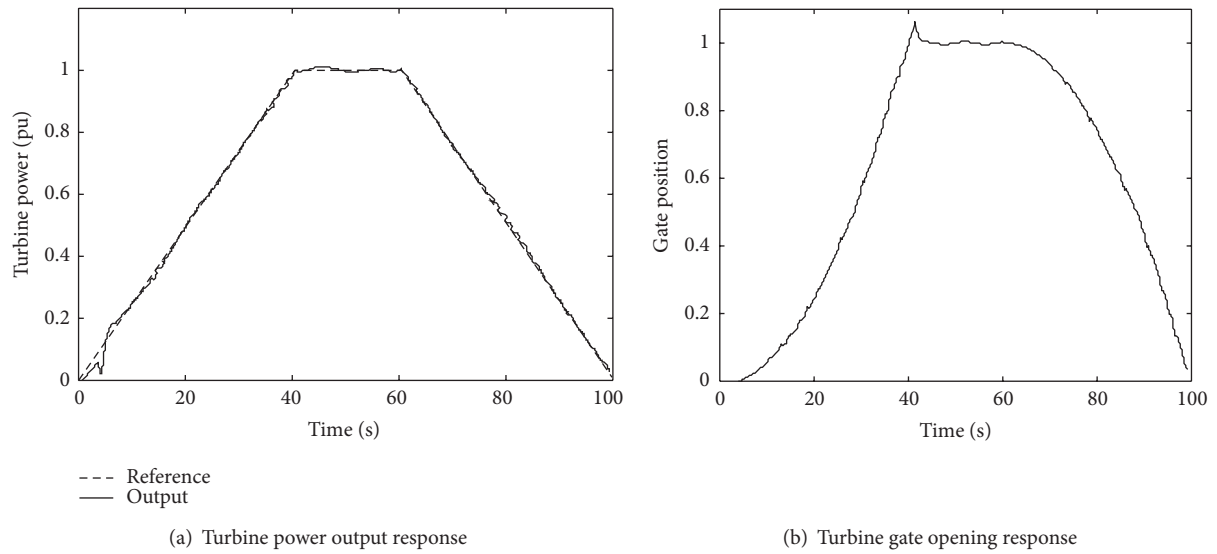 Turbine power (pu)
1
0.8
0.6
0.4
0.2
0
0 20 40 60 80 100
Time (s)
Reference
Output
(a) Turbine power output response
Gate position
1
0.8
0.6
0.4
0.2
0
0 20 40 60 80 100
Time (s)
(b) Turbine gate opening response